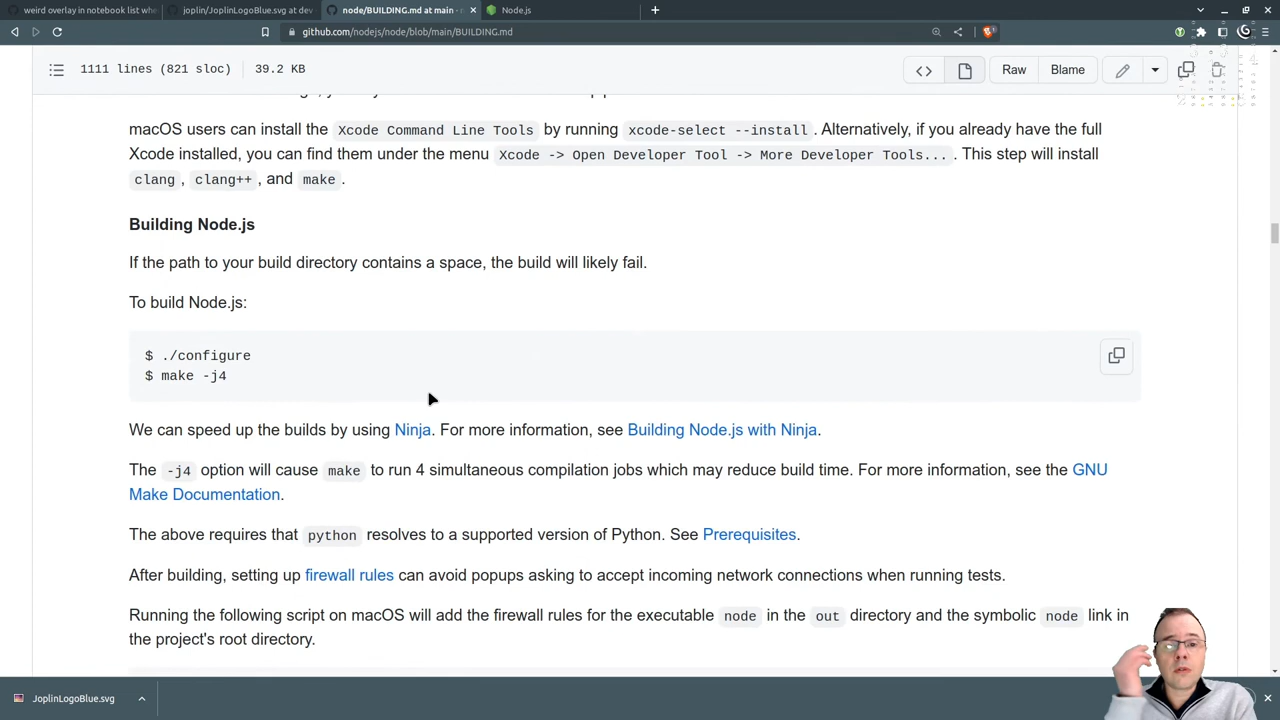 weird overlay in notebook list whe
joplin/JoplinLogoBlue.svg at dev
node/BUILDING.md at main · n
Node.js
github.com/nodejs/node/blob/main/BUILDING.md
1111 lines (821 sloc) 39.2 KB
Raw
Blame
macOS users can install the Xcode Command Line Tools by running xcode-select --install. Alternatively, if you already have the full
Xcode installed, you can find them under the menu Xcode -> Open Developer Tool -> More Developer Tools.... This step will install
clang, clang++, and make.
Building Node.js
If the path to your build directory contains a space, the build will likely fail.
To build Node.js:
$ ./configure
$ make -j4
We can speed up the builds by using Ninja. For more information, see Building Node.js with Ninja.
The -j4 option will cause make to run 4 simultaneous compilation jobs which may reduce build time. For more information, see the GNU
Make Documentation.
The above requires that python resolves to a supported version of Python. See Prerequisites.
After building, setting up firewall rules can avoid popups asking to accept incoming network connections when running tests.
Running the following script on macOS will add the firewall rules for the executable node in the out directory and the symbolic node link in
the project's root directory.
JoplinLogoBlue.svg